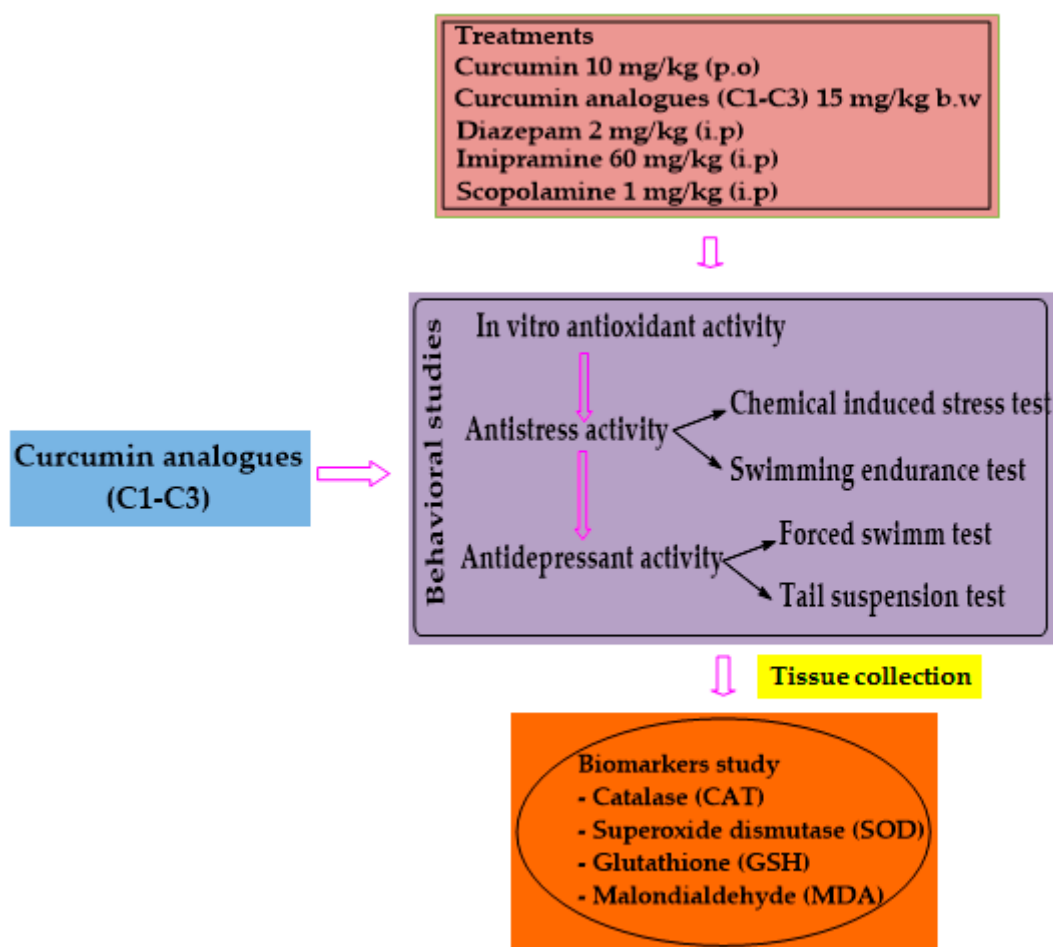 Treatments
Curcumin 10 mg/kg (p.o)
Curcumin analogues (C1-C3) 15 mg/kg b.w
Diazepam 2 mg/kg (i.p)
Imipramine 60 mg/kg (i.p)
Scopolamine 1 mg/kg (i.p)
Curcumin analogues
(C1-C3)
Behavioral studies
In vitro antioxidant activity
Antistress activity
Chemical induced stress test
Swimming endurance test
Antidepressant activity
Forced swimm test
Tail suspension test
Tissue collection
Biomarkers study
- Catalase (CAT)
- Superoxide dismutase (SOD)
- Glutathione (GSH)
- Malondialdehyde (MDA)